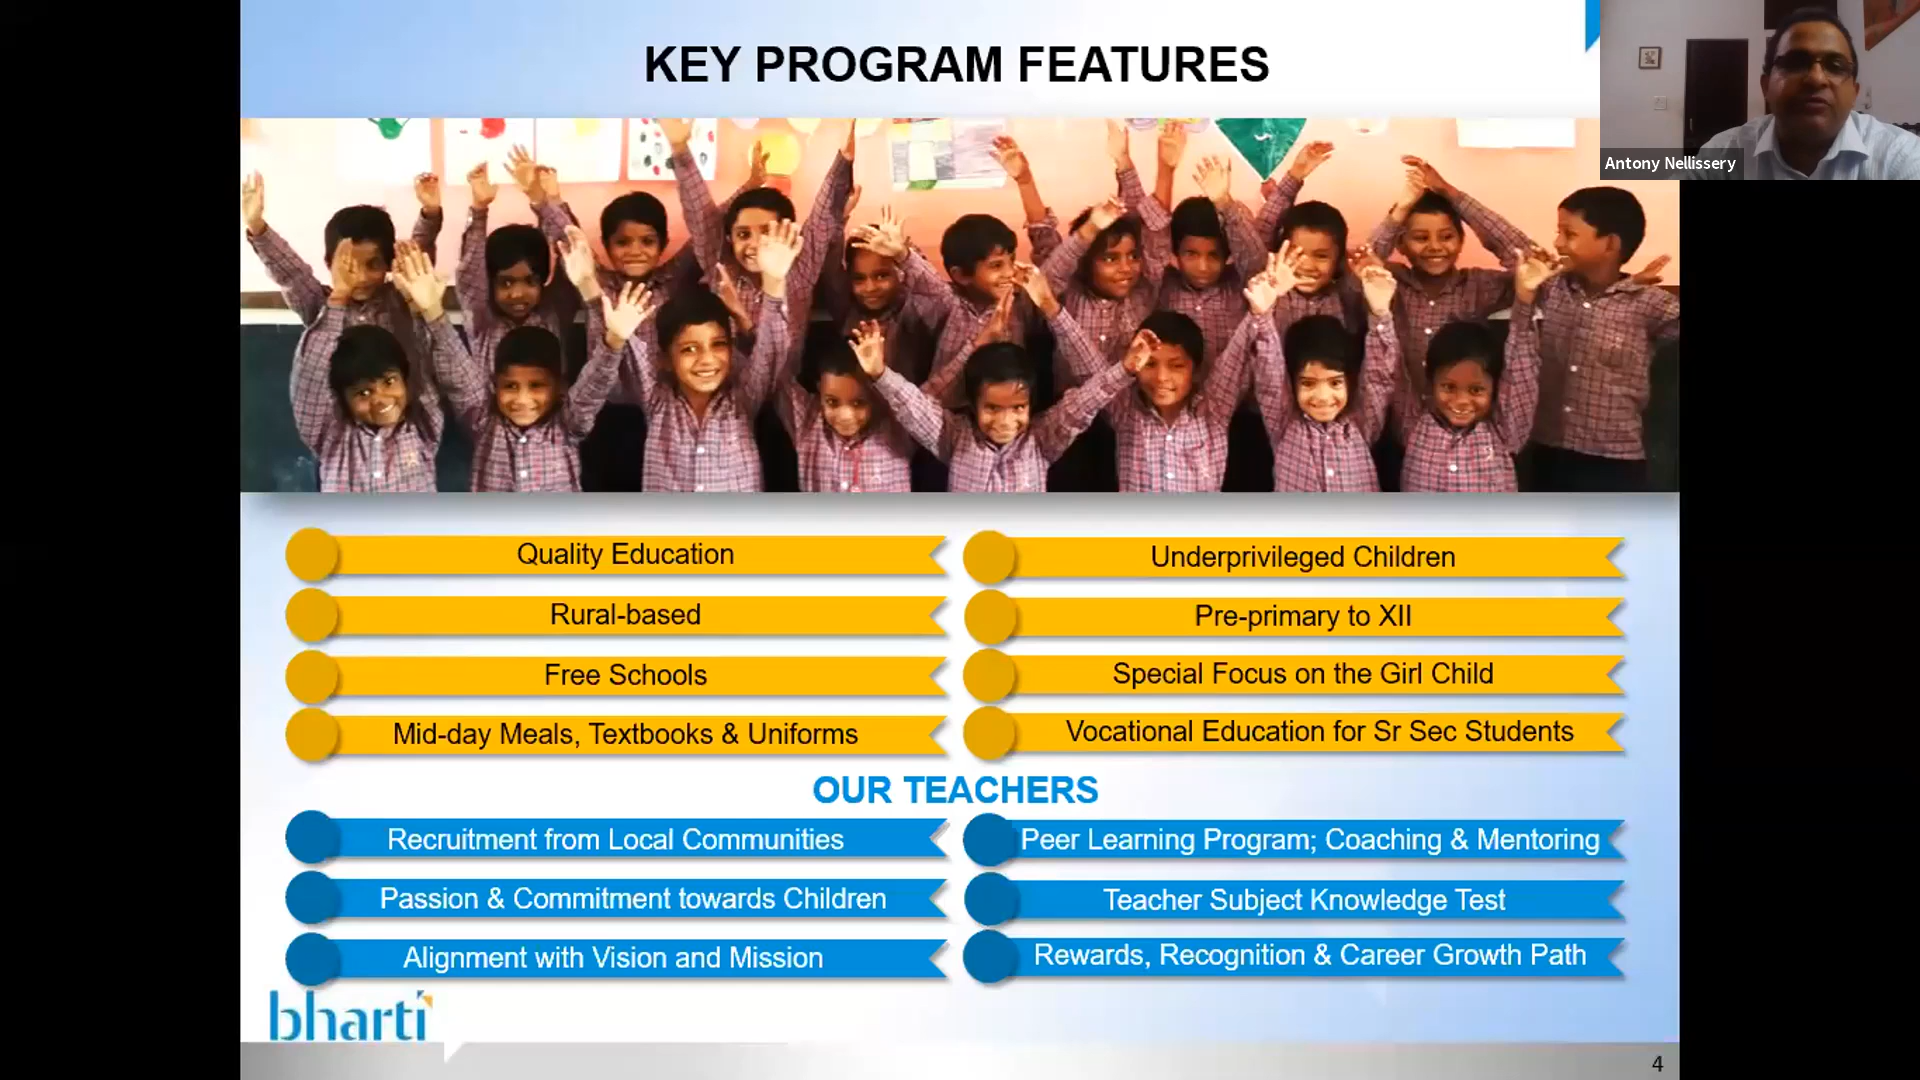 KEY PROGRAM FEATURES
Antony Nellissery
Quality Education
Underprivileged Children
Rural-based
Pre-primary to XII
Free Schools
Special Focus on the Girl Child
Mid-day Meals, Textbooks & Uniforms
Vocational Education for Sr Sec Students
OUR TEACHERS
Recruitment from Local Communities
Peer Learning Program; Coaching & Mentoring
Passion & Commitment towards Children
Teacher Subject Knowledge Test
Alignment with Vision and Mission
Rewards, Recognition & Career Growth Path
bharti
4